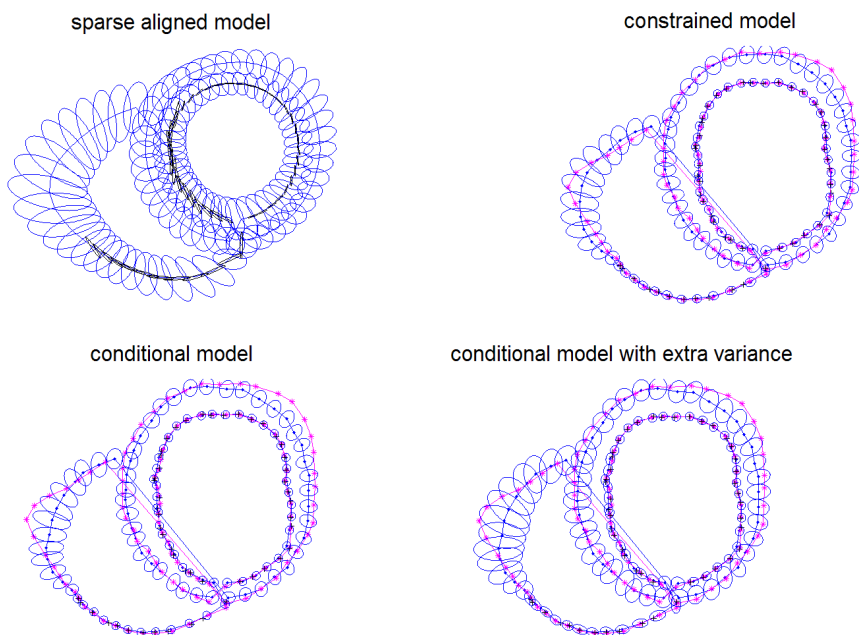 sparse aligned model
constrained model
conditional model
conditional model with extra variance